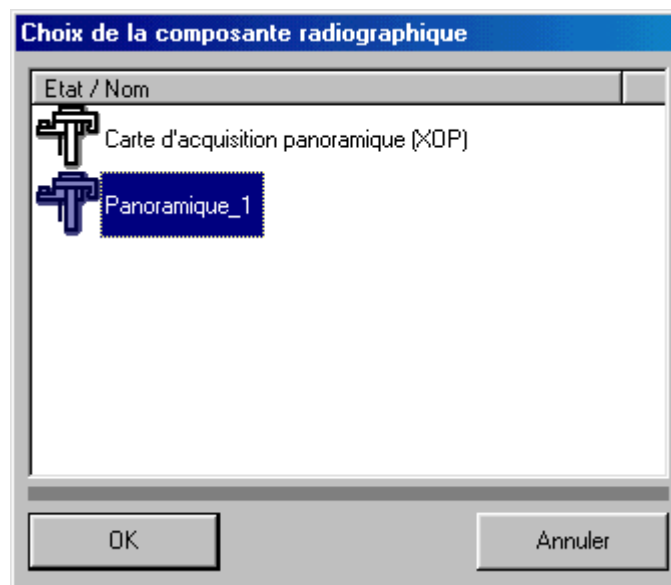 Choix de la composante radiographique
Etat / Nom
Carte d'acquisition panoramique (XOP)
Panoramique_1
OK
Annuler